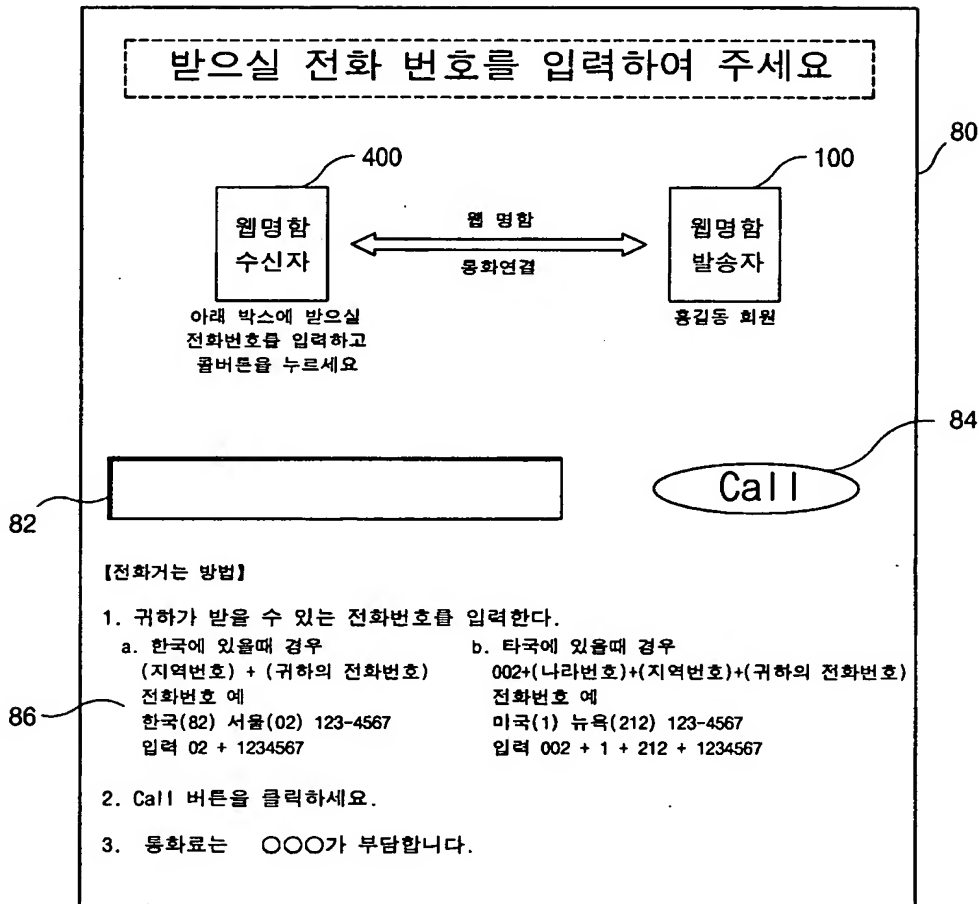 받으실 전화 번호를 입력하여 주세요
80
400
100
웹명함
수신자
웹 명함
통화연결
웹명함
발송자
아래 박스에 받으실
전화번호를 입력하고
콜버튼을 누르세요
홍길동 회원
84
Call
82
【전화거는 방법】
1. 귀하가 받을 수 있는 전화번호를 입력한다.
a. 한국에 있을때 경우
(지역번호) + (귀하의 전화번호)
전화번호 예
한국(82) 서울(02) 123-4567
입력 02 + 1234567
b. 타국에 있을때 경우
002+(나라번호)+(지역번호)+(귀하의 전화번호)
전화번호 예
미국(1) 뉴욕(212) 123-4567
입력 002 + 1 + 212 + 1234567
86
2. Call 버튼을 클릭하세요.
3. 통화료는 ○○○가 부담합니다.